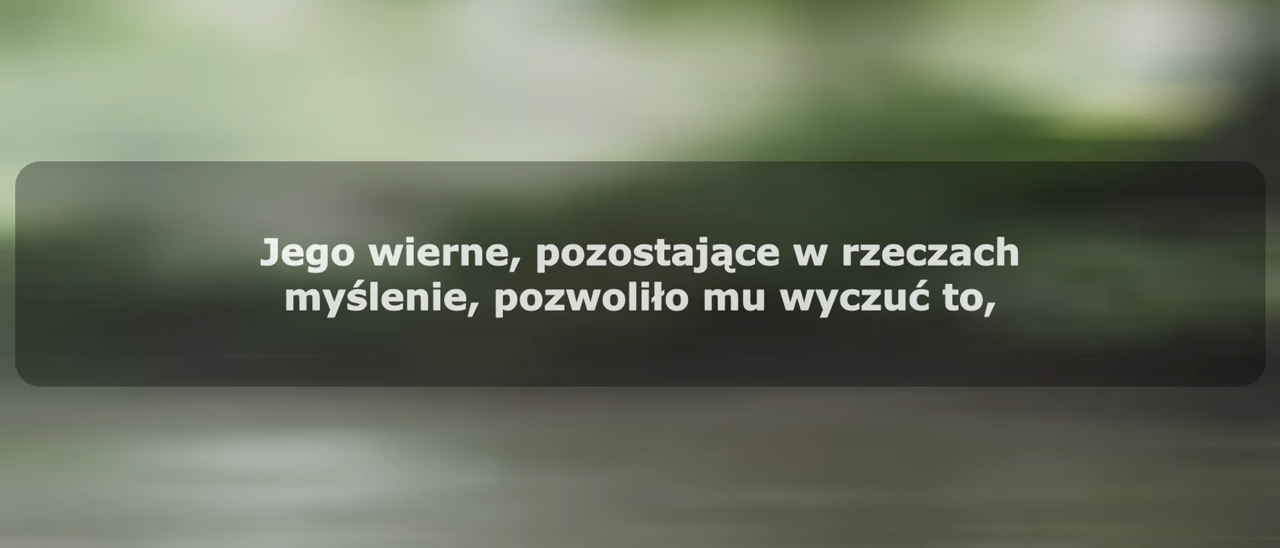 Jego wierne, pozostające w rzeczach
myślenie, pozwoliło mu wyczuć to,